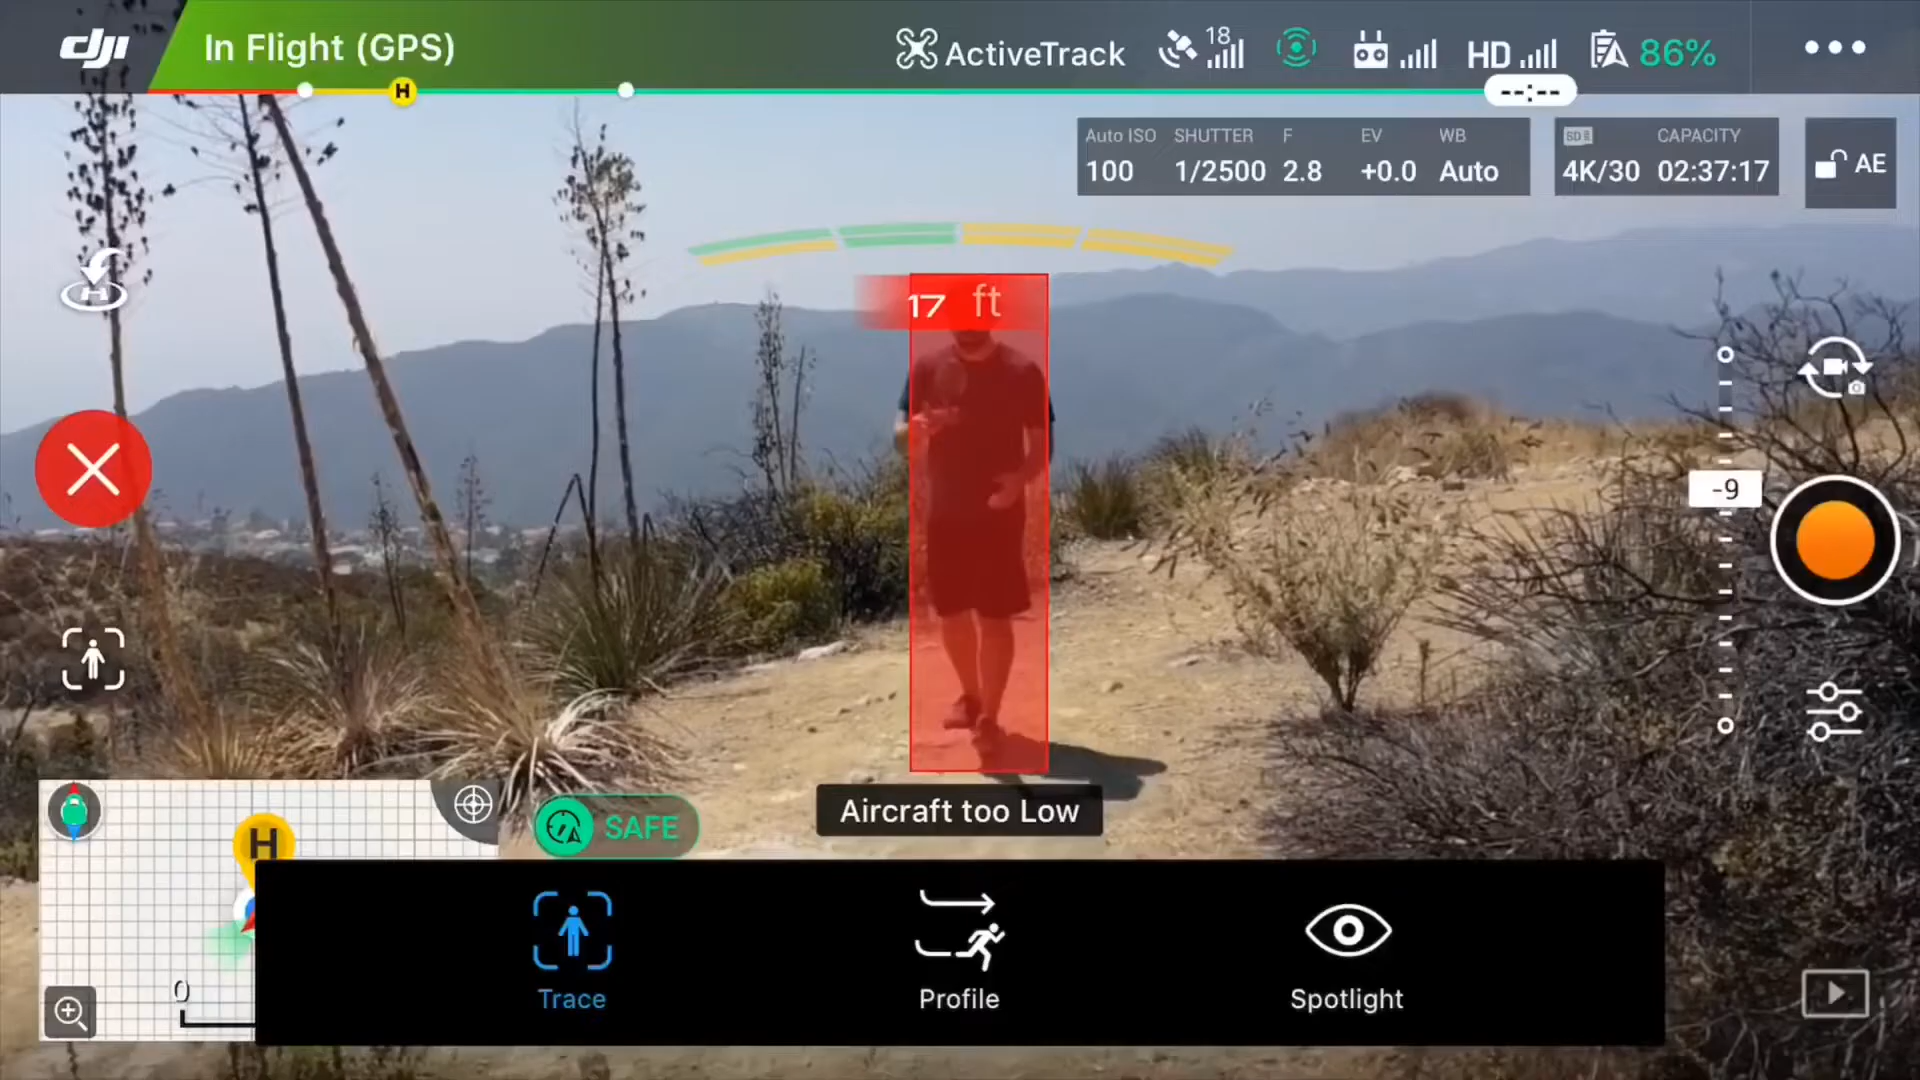 dji In Flight (GPS) ActiveTrack 18 HD 86%
H --:--
Auto ISO SHUTTER F EV WB SD CAPACITY
100 1/2500 2.8 +0.0 Auto 4K/30 02:37:17 AE
17 ft
H
-9
Aircraft too Low
SAFE
H
0
Trace Profile Spotlight